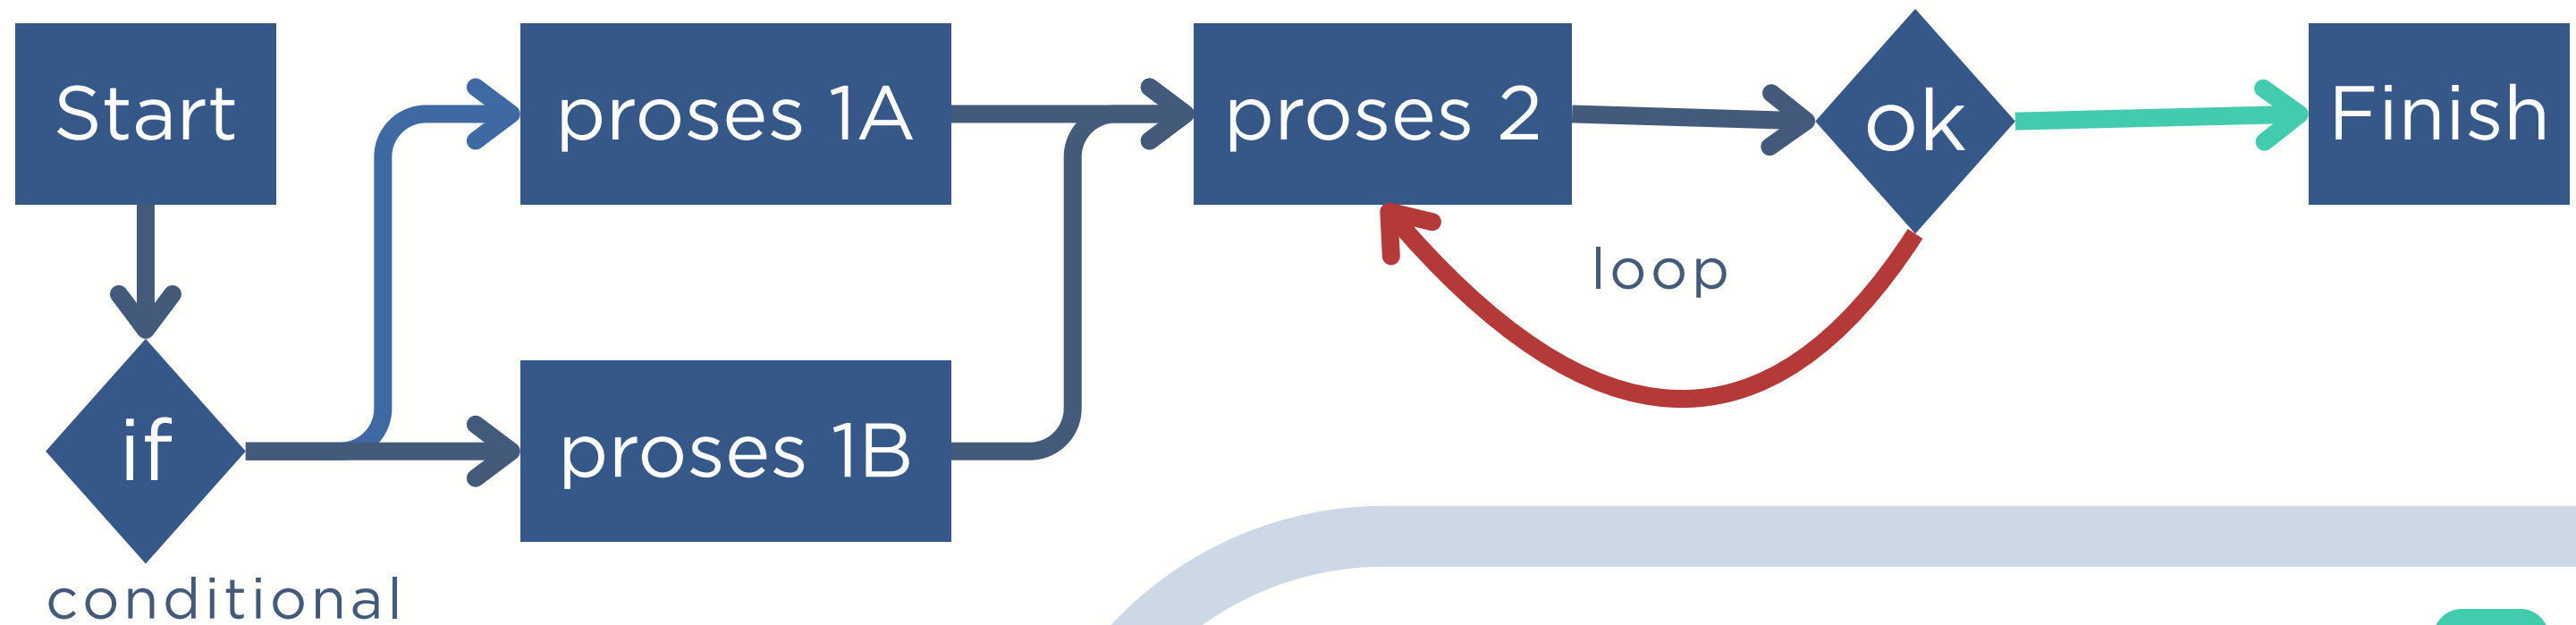 Start
proses 1A
proses 2
ok
Finish
loop
if
proses 1B
conditional